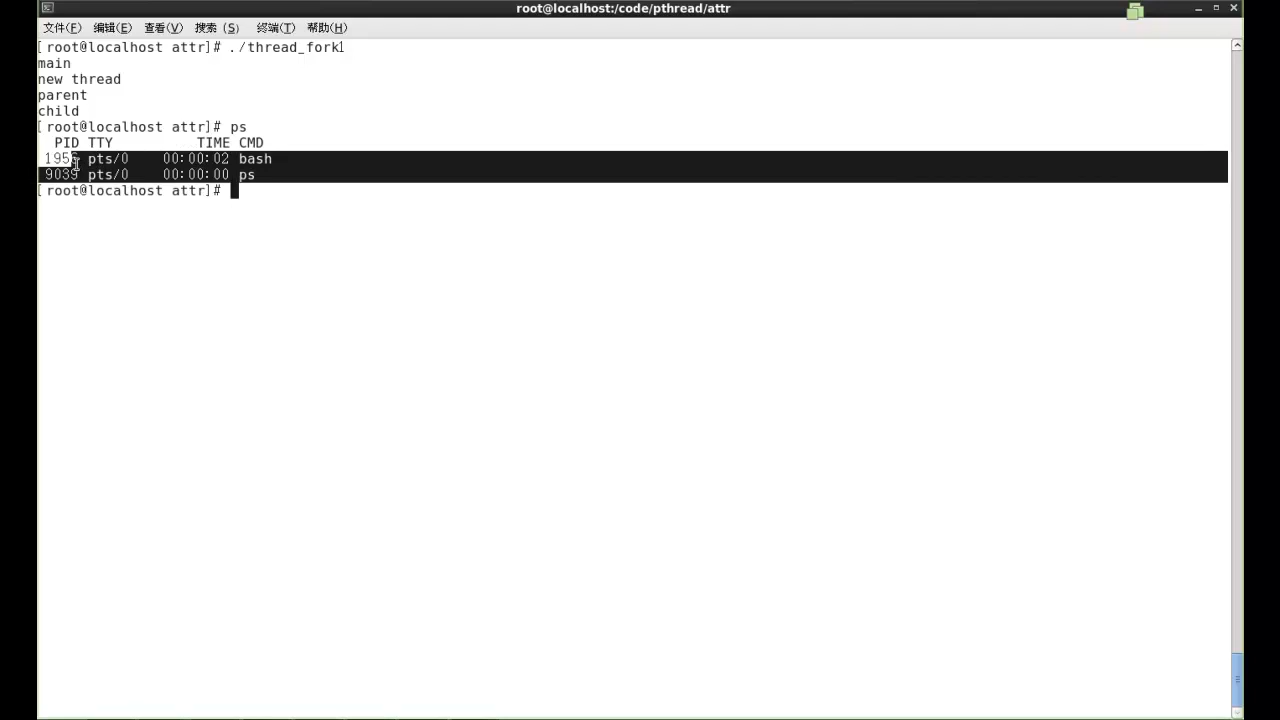 root@localhost:/code/pthread/attr
文件(F) 编辑(E) 查看(V) 搜索 (S) 终端(T) 帮助(H)
[root@localhost attr]# ./thread_fork1
main
new thread
parent
child
[root@localhost attr]# ps
PID TTY TIME CMD
pts/0 00:00:02 bash
9039 pts/0 00:00:00 ps
[root@localhost attr]#